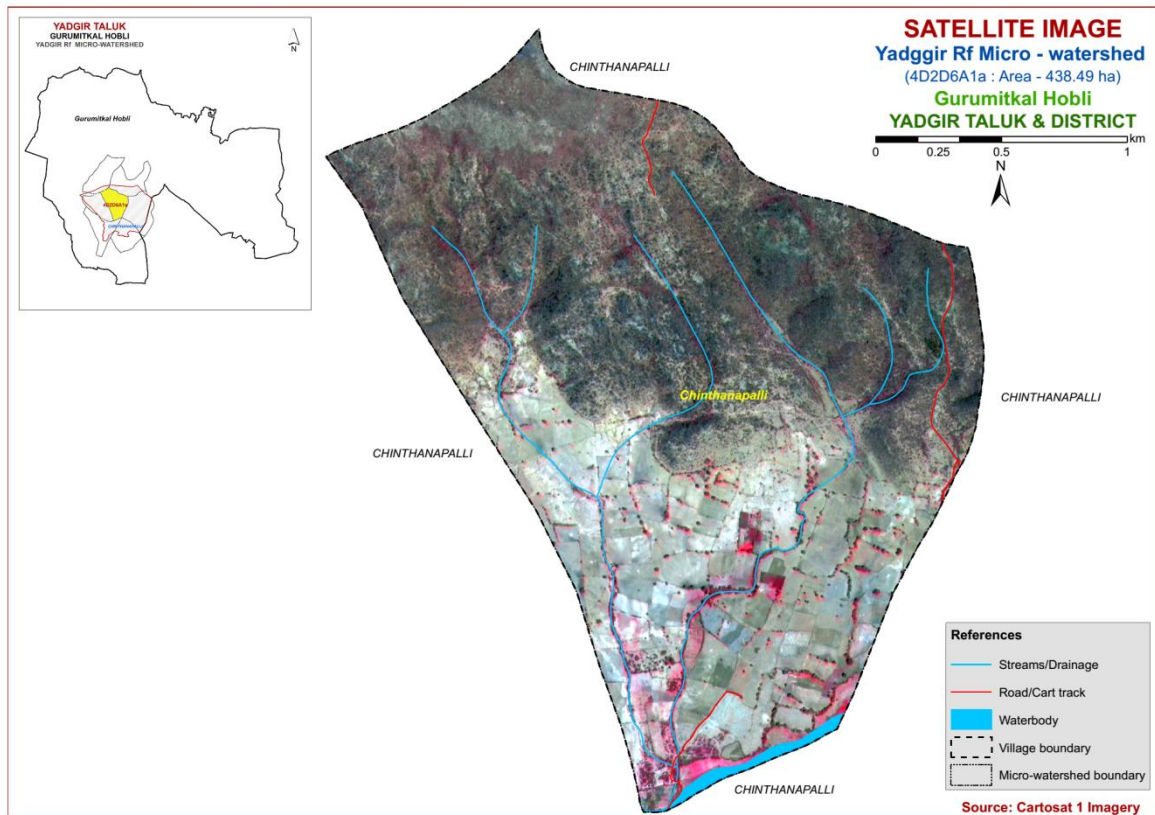 YADGIR TALUK
GURUMITKAL HOBLI
YADGIR Rf MICRO-WATERSHED
N
Gurumitkal Hobli
4D2D6A1a
CHINTHANAPALLI
SATELLITE IMAGE
Yadggir Rf Micro - watershed
(4D2D6A1a : Area - 438.49 ha)
Gurumitkal Hobli
YADGIR TALUK & DISTRICT
km
0 0.25 0.5 1
N
CHINTHANAPALLI
Chinthanapalli
CHINTHANAPALLI
CHINTHANAPALLI
CHINTHANAPALLI
References
Streams/Drainage
Road/Cart track
Waterbody
Village boundary
Micro-watershed boundary
Source: Cartosat 1 Imagery